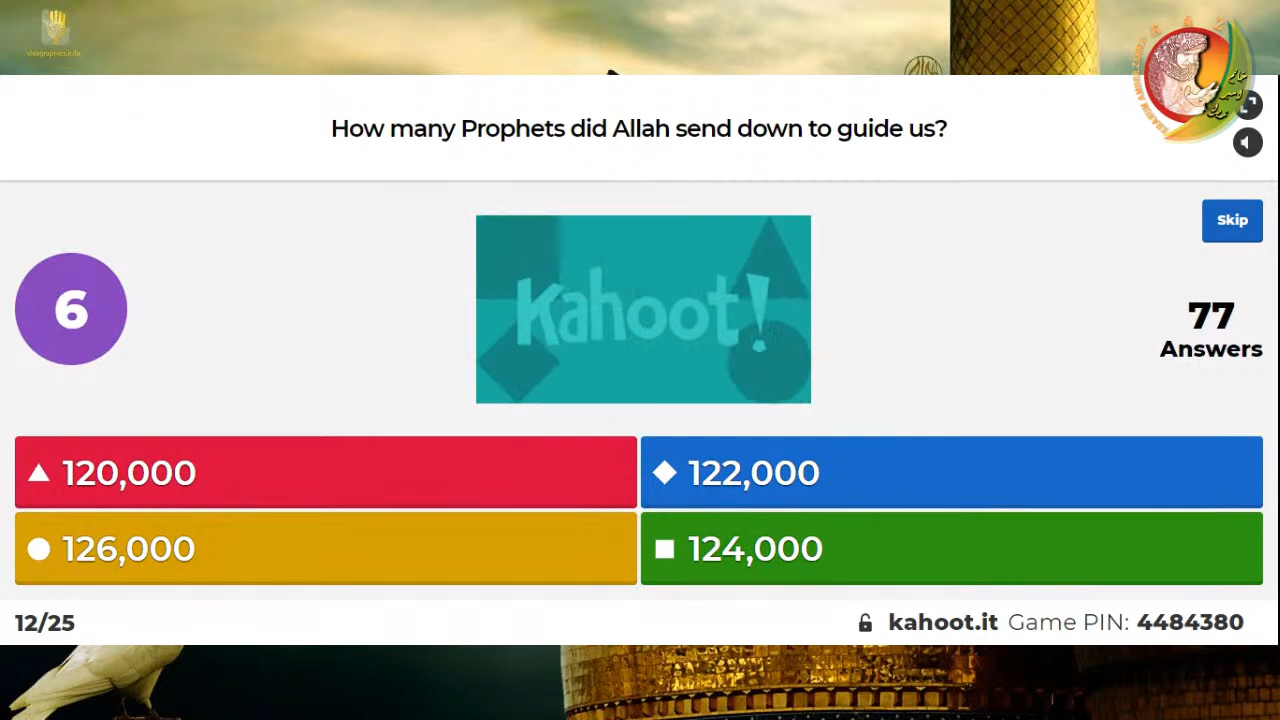 How many Prophets did Allah send down to guide us?
Skip
6
Kahoot!
77
Answers
120,000
122,000
126,000
124,000
12/25
kahoot.it Game PIN: 4484380